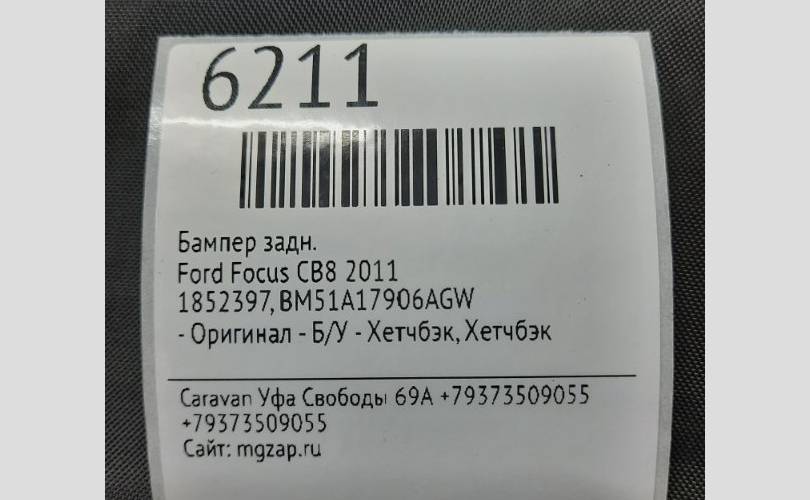 6211
Бампер задн.
Ford Focus CB8 2011
1852397, BM51A17906AGW
- Оригинал - Б/У - Хетчбэк, Хетчбэк
Caravan Уфа Свободы 69А +79373509055
+79373509055
Сайт: mgzap.ru